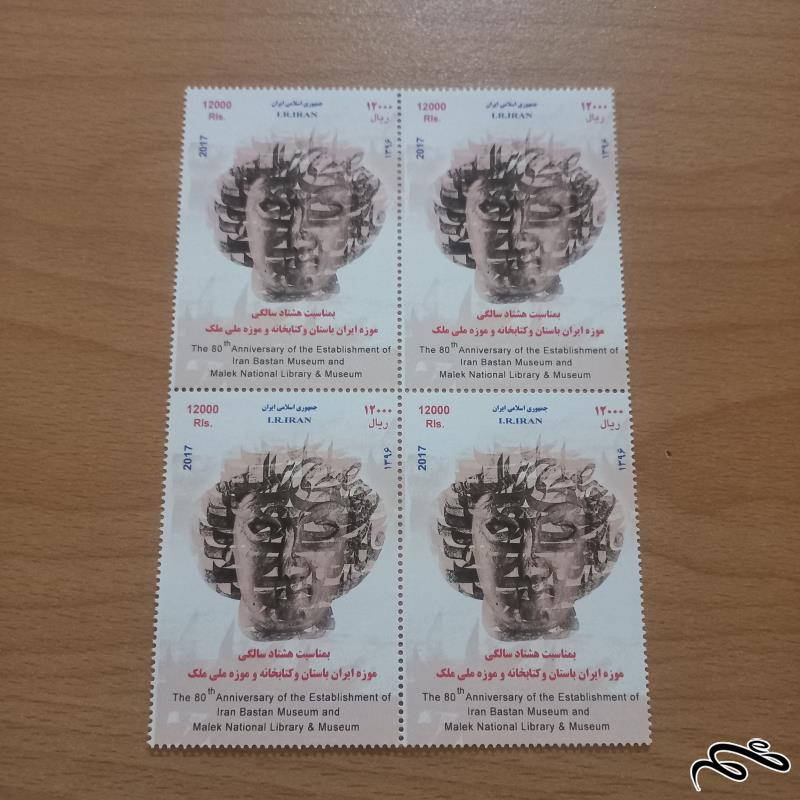 12000 جمهوری اسلامی ایران ۱۲۰۰۰
Rls. I.R.IRAN ریال
2017 ۱۳۹۶
بمناسبت هشتاد سالگی
موزه ایران باستان و کتابخانه و موزه ملی ملک
The 80th Anniversary of the Establishment of
Iran Bastan Museum and
Malek National Library & Museum
12000 جمهوری اسلامی ایران ۱۲۰۰۰
Rls. I.R.IRAN ریال
2017 ۱۳۹۶
بمناسبت هشتاد سالگی
موزه ایران باستان و کتابخانه و موزه ملی ملک
The 80th Anniversary of the Establishment of
Iran Bastan Museum and
Malek National Library & Museum
12000 جمهوری اسلامی ایران ۱۲۰۰۰
Rls. I.R.IRAN ریال
2017 ۱۳۹۶
بمناسبت هشتاد سالگی
موزه ایران باستان و کتابخانه و موزه ملی ملک
The 80th Anniversary of the Establishment of
Iran Bastan Museum and
Malek National Library & Museum
12000 جمهوری اسلامی ایران ۱۲۰۰۰
Rls. I.R.IRAN ریال
2017 ۱۳۹۶
بمناسبت هشتاد سالگی
موزه ایران باستان و کتابخانه و موزه ملی ملک
The 80th Anniversary of the Establishment of
Iran Bastan Museum and
Malek National Library & Museum